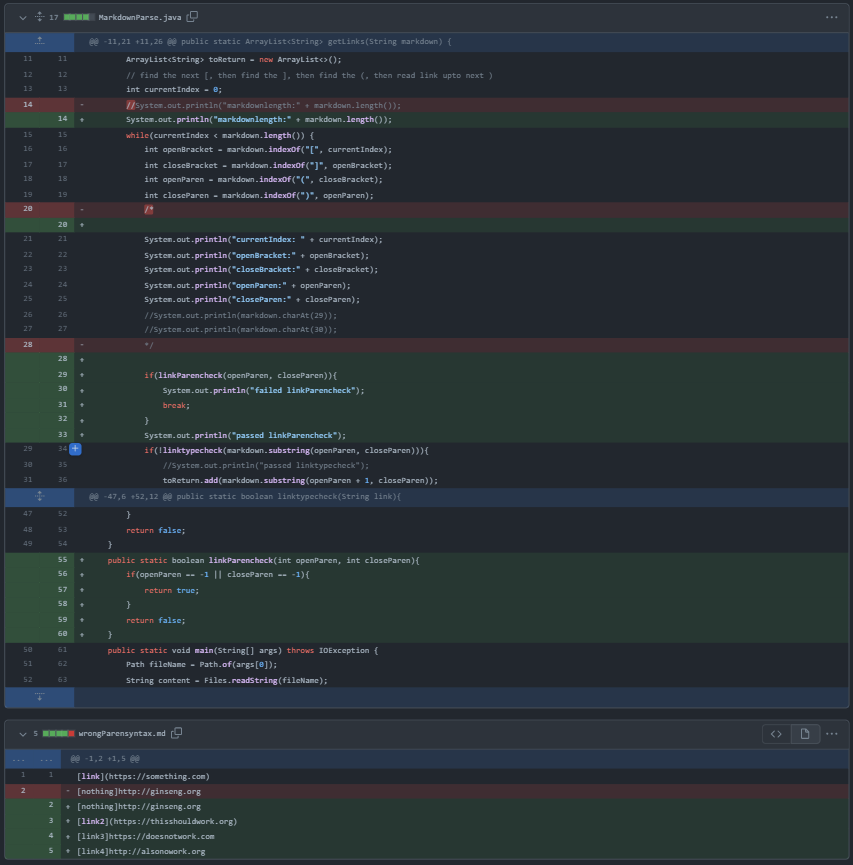 17 MarkdownParse.java
@@ -11,21 +11,26 @@ public static ArrayList<String> getLinks(String markdown) {
11 11 ArrayList<String> toReturn = new ArrayList<>();
12 12 // find the next [, then find the ], then find the (, then read link upto next )
13 13 int currentIndex = 0;
14 - //System.out.println("markdownlength:" + markdown.length());
14 + System.out.println("markdownlength:" + markdown.length());
15 15 while(currentIndex < markdown.length()) {
16 16 int openBracket = markdown.indexOf("[", currentIndex);
17 17 int closeBracket = markdown.indexOf("]", openBracket);
18 18 int openParen = markdown.indexOf("(", closeBracket);
19 19 int closeParen = markdown.indexOf(")", openParen);
20 - /*
20 +
21 21 System.out.println("currentIndex: " + currentIndex);
22 22 System.out.println("openBracket:" + openBracket);
23 23 System.out.println("closeBracket:" + closeBracket);
24 24 System.out.println("openParen:" + openParen);
25 25 System.out.println("closeParen:" + closeParen);
26 26 //System.out.println(markdown.charAt(29));
27 27 //System.out.println(markdown.charAt(30));
28 - */
28 +
29 + if(linkParencheck(openParen, closeParen)){
30 + System.out.println("failed linkParencheck");
31 + break;
32 + }
33 + System.out.println("passed linkParencheck");
29 34 + if(!linktypecheck(markdown.substring(openParen, closeParen))){
30 35 //System.out.println("passed linktypecheck");
31 36 toReturn.add(markdown.substring(openParen + 1, closeParen));
@@ -47,6 +52,12 @@ public static boolean linktypecheck(String link){
47 52 }
48 53 return false;
49 54 }
55 + public static boolean linkParencheck(int openParen, int closeParen){
56 + if(openParen == -1 || closeParen == -1){
57 + return true;
58 + }
59 + return false;
60 + }
50 61 public static void main(String[] args) throws IOException {
51 62 Path fileName = Path.of(args[0]);
52 63 String content = Files.readString(fileName);
5 wrongParensyntax.md
... ... @@ -1,2 +1,5 @@
1 1 [link](https://something.com)
2 - [nothing]http://ginseng.org
2 + [nothing]http://ginseng.org
3 + [link2](https://thisshouldwork.org)
4 + [link3]https://doesnotwork.com
5 + [link4]http://alsonowork.org